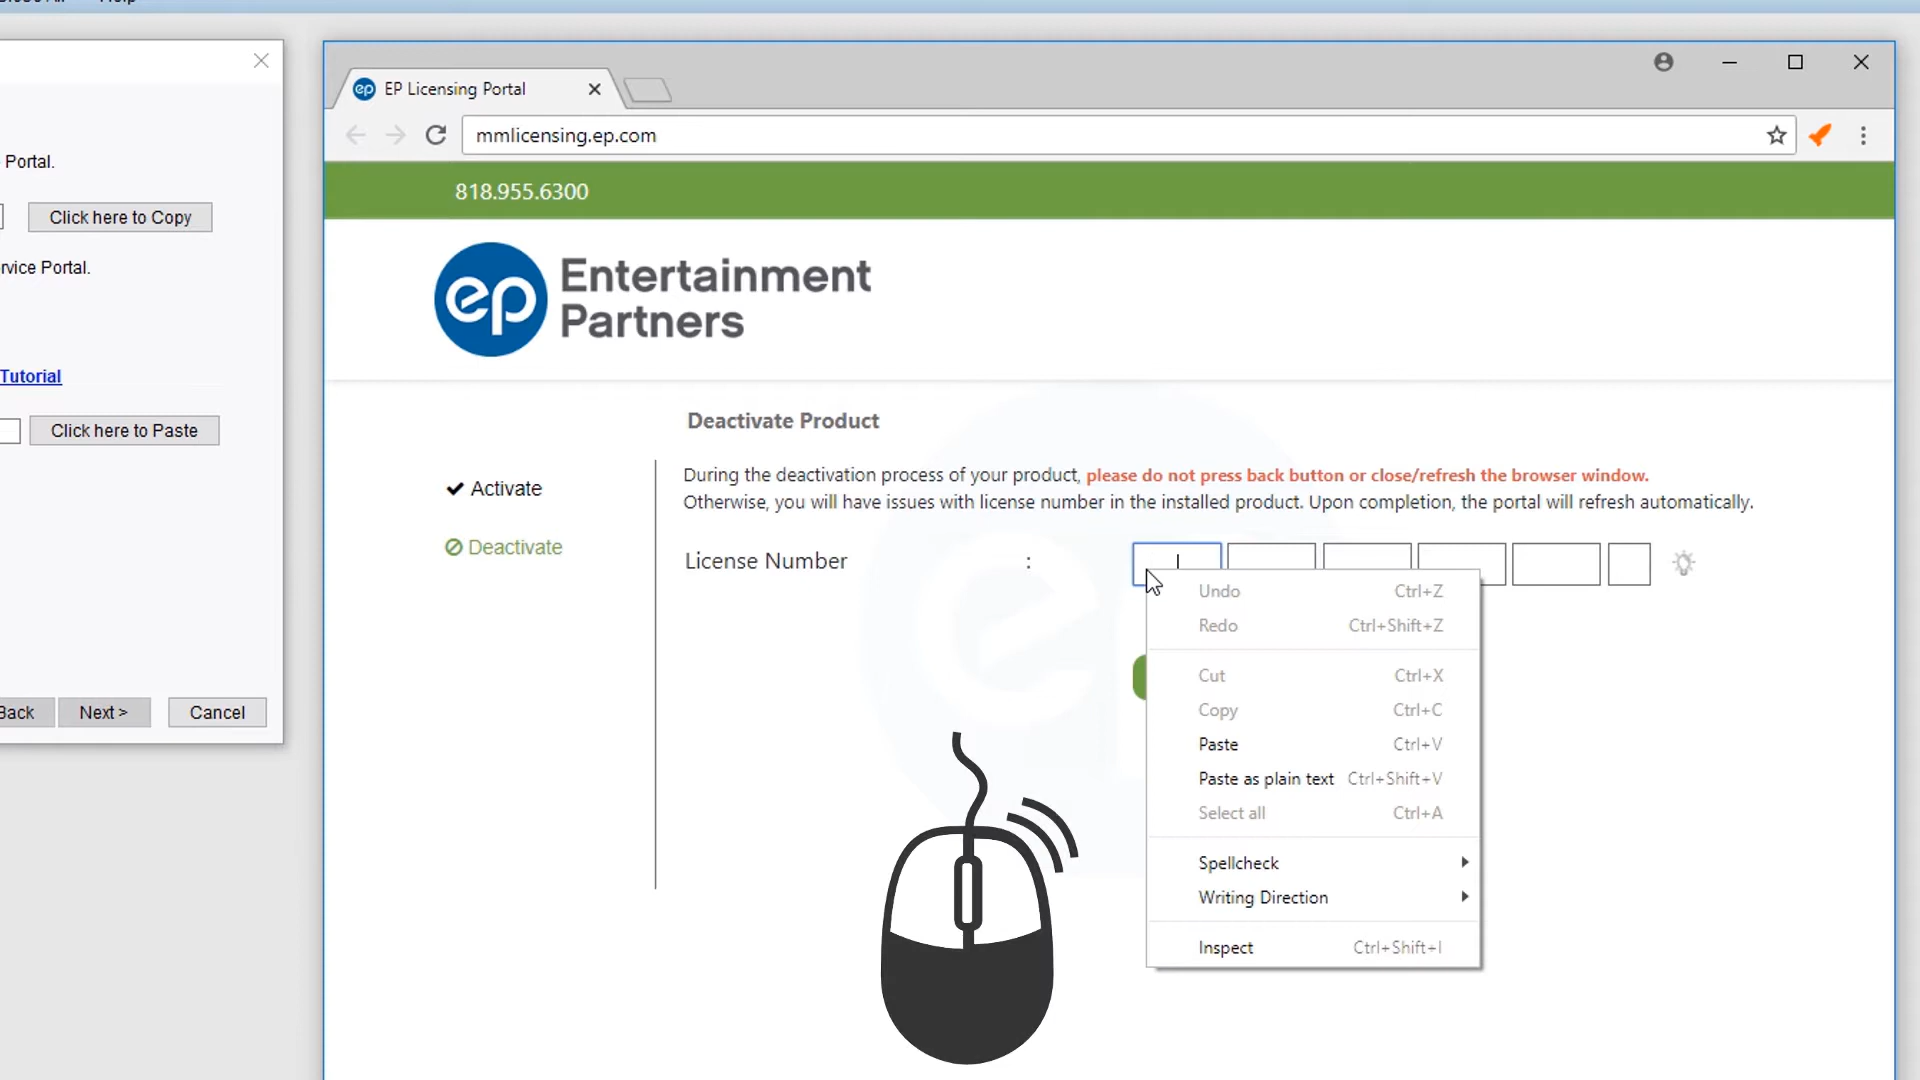 Help
Portal.
Click here to Copy
rvice Portal.
Tutorial
Click here to Paste
Back
Next >
Cancel
EP Licensing Portal
mmlicensing.ep.com
818.955.6300
ep Entertainment
Partners
Deactivate Product
Activate
Deactivate
During the deactivation process of your product, please do not press back button or close/refresh the browser window.
Otherwise, you will have issues with license number in the installed product. Upon completion, the portal will refresh automatically.
License Number :
Undo Ctrl+Z
Redo Ctrl+Shift+Z
Cut Ctrl+X
Copy Ctrl+C
Paste Ctrl+V
Paste as plain text Ctrl+Shift+V
Select all Ctrl+A
Spellcheck
Writing Direction
Inspect Ctrl+Shift+I